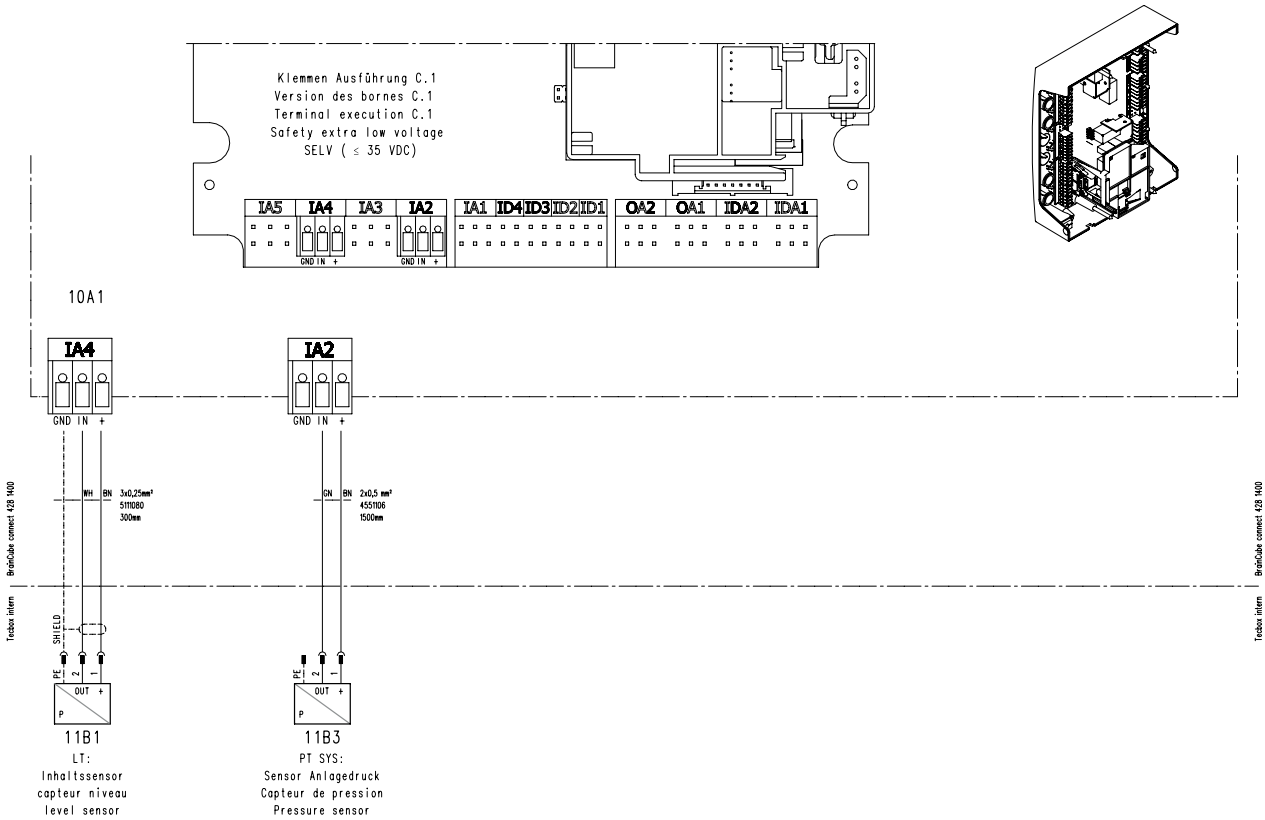 Klemmen Ausführung C.1
Version des bornes C.1
Terminal execution C.1
Safety extra low voltage
SELV ( ≤ 35 VDC)
IA5 IA4 IA3 IA2 IA1 ID4 ID3 ID2 ID1 OA2 OA1 IDA2 IDA1
GND IN + GND IN +
10A1
IA4 IA2
GND IN + GND IN +
WH BN 3x0,25mm²
5111080
300mm
GN BN 2x0,5 mm²
4551106
1500mm
BrainCube connect 428 1400
Tecbox intern
BrainCube connect 428 1400
Tecbox intern
SHIELD
PE 2 1
OUT +
P
11B1
LT:
Inhaltssensor
capteur niveau
level sensor
PE 2 1
OUT +
P
11B3
PT SYS:
Sensor Anlagedruck
Capteur de pression
Pressure sensor